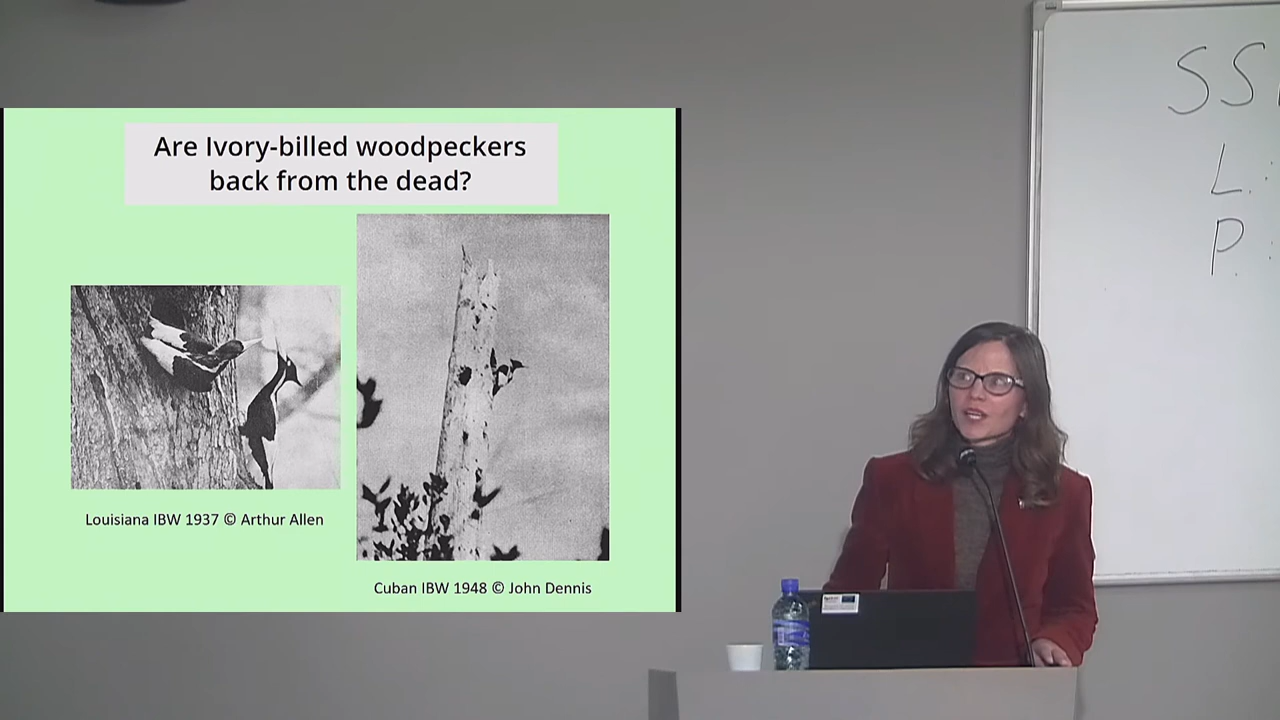 Are Ivory-billed woodpeckers
back from the dead?
Louisiana IBW 1937 © Arthur Allen
Cuban IBW 1948 © John Dennis
SS
L.
P.